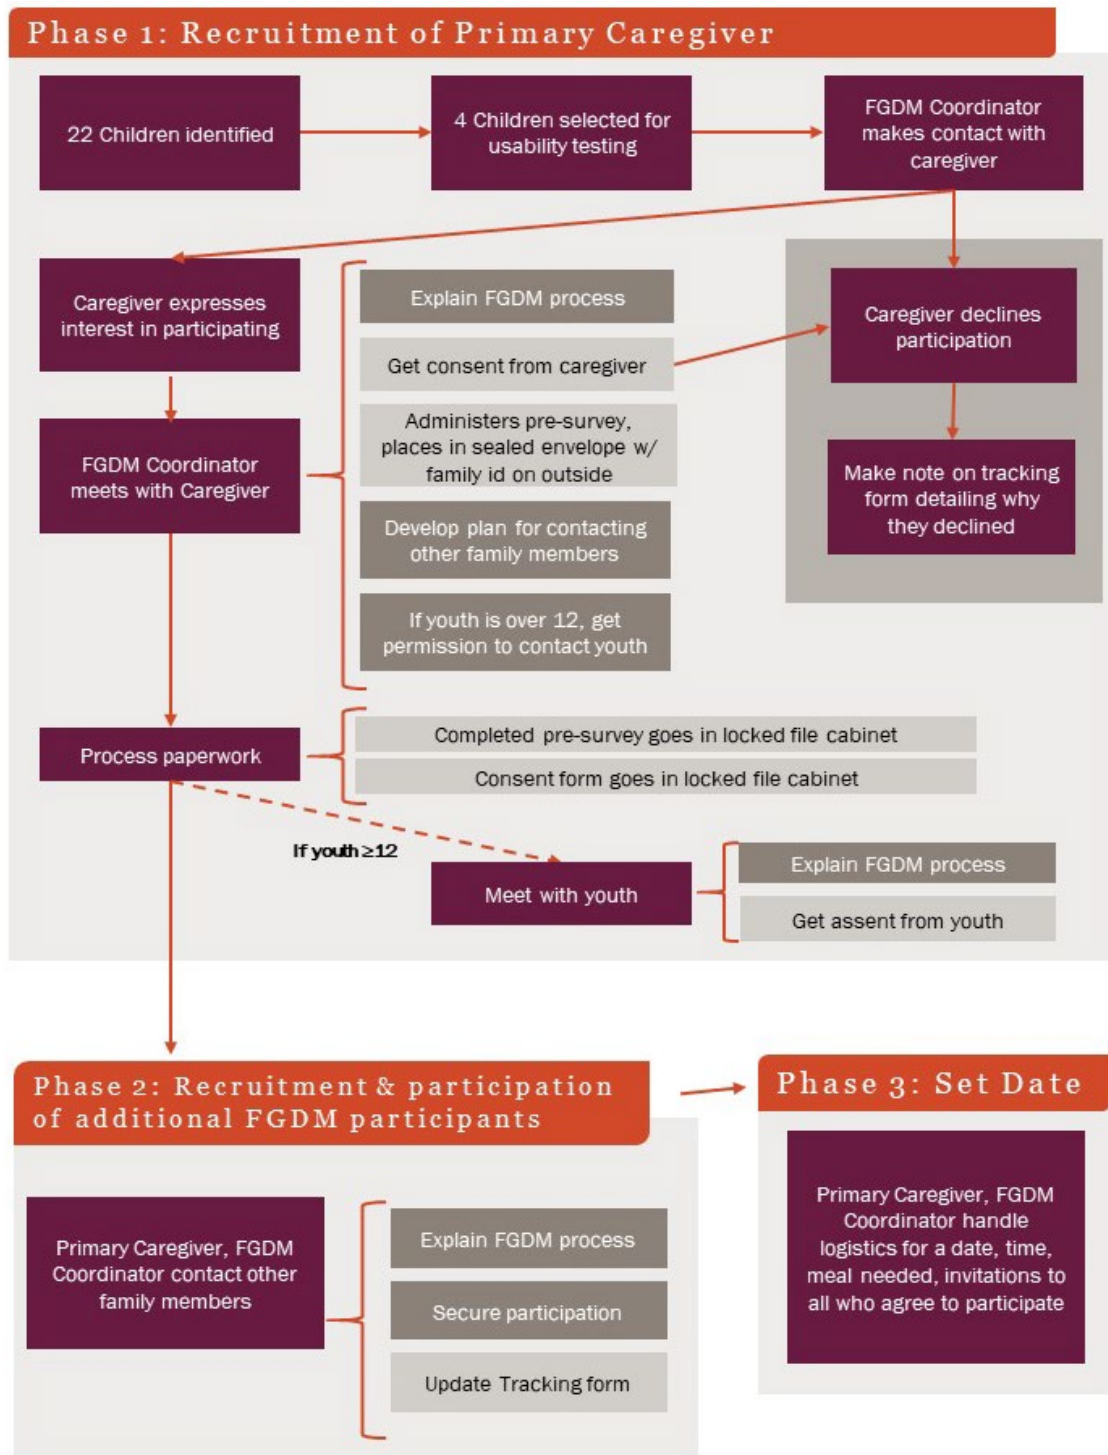 Phase 1: Recruitment of Primary Caregiver
22 Children identified
4 Children selected for
usability testing
FGDM Coordinator
makes contact with
caregiver
Caregiver expresses
interest in participating
Explain FGDM process
Get consent from caregiver
Administers pre-survey,
places in sealed envelope w/
family id on outside
Develop plan for contacting
other family members
If youth is over 12, get
permission to contact youth
Caregiver declines
participation
Make note on tracking
form detailing why
they declined
FGDM Coordinator
meets with Caregiver
Process paperwork
Completed pre-survey goes in locked file cabinet
Consent form goes in locked file cabinet
If youth ≥12
Meet with youth
Explain FGDM process
Get assent from youth
Phase 2: Recruitment & participation
of additional FGDM participants
Primary Caregiver, FGDM
Coordinator contact other
family members
Explain FGDM process
Secure participation
Update Tracking form
Phase 3: Set Date
Primary Caregiver, FGDM
Coordinator handle
logistics for a date, time,
meal needed, invitations to
all who agree to participate